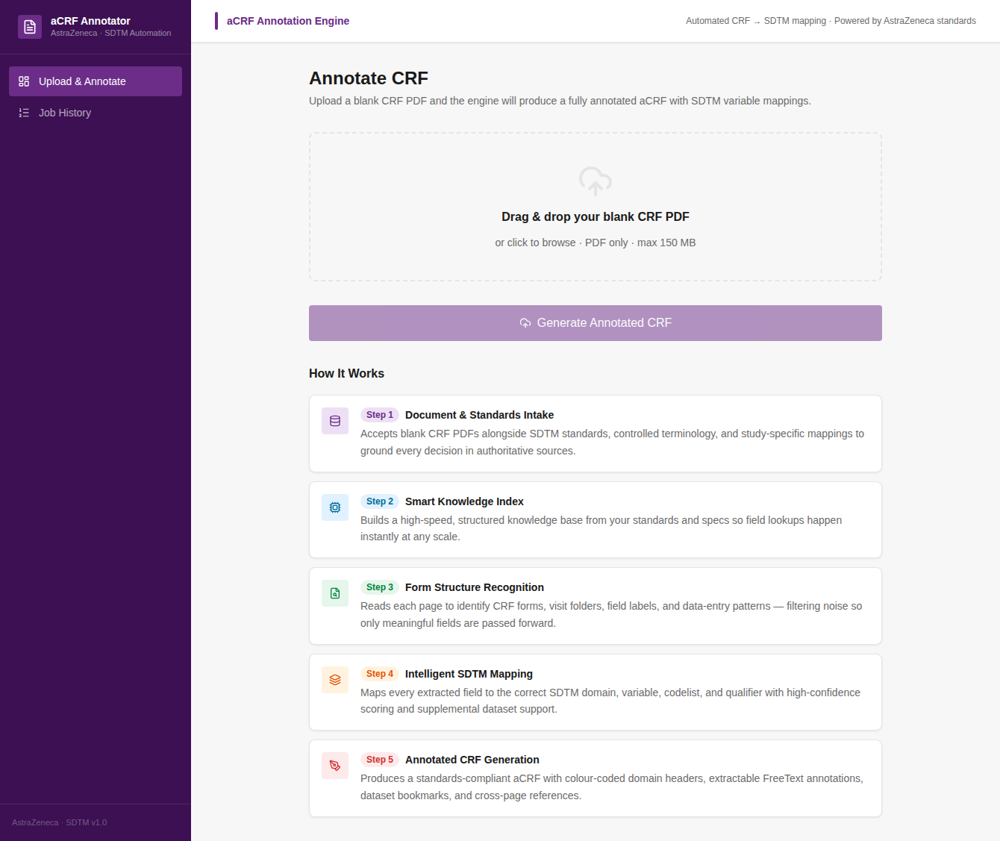 aCRF Annotator
AstraZeneca · SDTM Automation
Upload & Annotate
Job History
AstraZeneca · SDTM v1.0
aCRF Annotation Engine
Automated CRF → SDTM mapping · Powered by AstraZeneca standards
Annotate CRF
Upload a blank CRF PDF and the engine will produce a fully annotated aCRF with SDTM variable mappings.
Drag & drop your blank CRF PDF
or click to browse · PDF only · max 150 MB
Generate Annotated CRF
How It Works
Step 1 Document & Standards Intake
Accepts blank CRF PDFs alongside SDTM standards, controlled terminology, and study-specific mappings to
ground every decision in authoritative sources.
Step 2 Smart Knowledge Index
Builds a high-speed, structured knowledge base from your standards and specs so field lookups happen
instantly at any scale.
Step 3 Form Structure Recognition
Reads each page to identify CRF forms, visit folders, field labels, and data-entry patterns — filtering noise so
only meaningful fields are passed forward.
Step 4 Intelligent SDTM Mapping
Maps every extracted field to the correct SDTM domain, variable, codelist, and qualifier with high-confidence
scoring and supplemental dataset support.
Step 5 Annotated CRF Generation
Produces a standards-compliant aCRF with colour-coded domain headers, extractable FreeText annotations,
dataset bookmarks, and cross-page references.